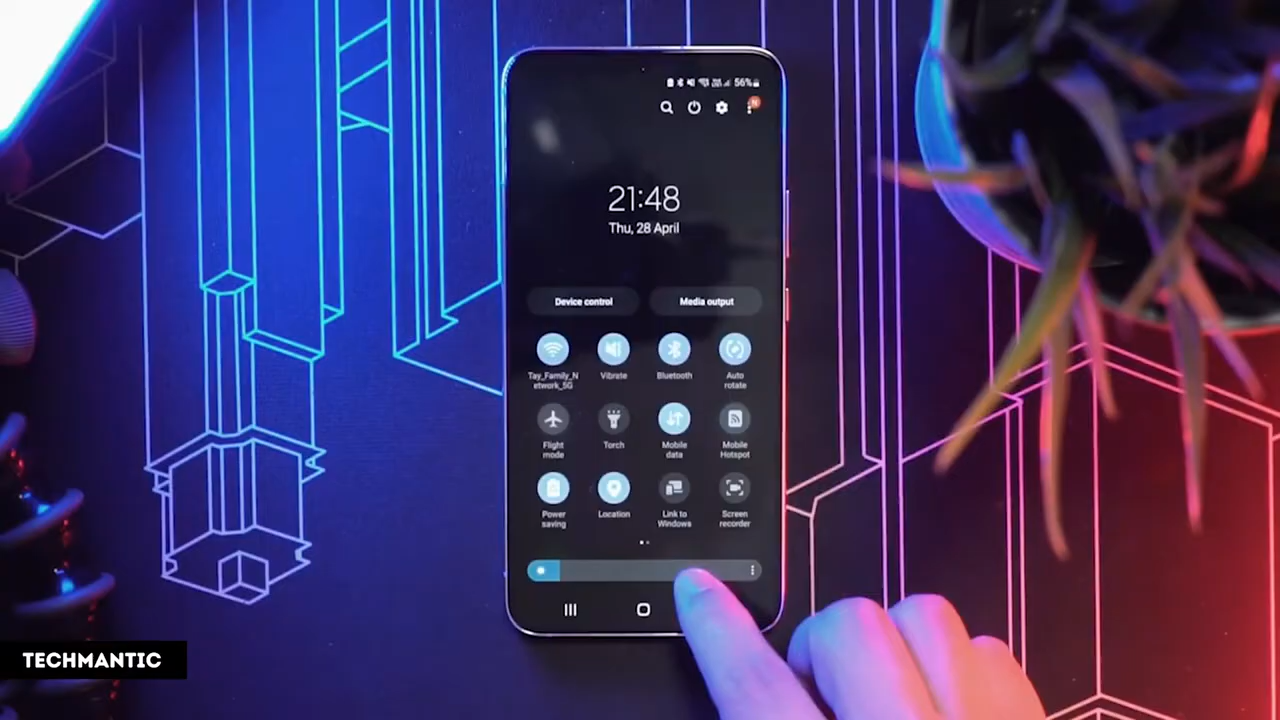 56%
N
21:48
Thu, 28 April
Device control
Media output
Tay_Family_N
etwork_5G
Vibrate
Bluetooth
Auto
rotate
Flight
mode
Torch
Mobile
data
Mobile
Hotspot
Power
saving
Location
Link to
Windows
Screen
recorder
TECHMANTIC